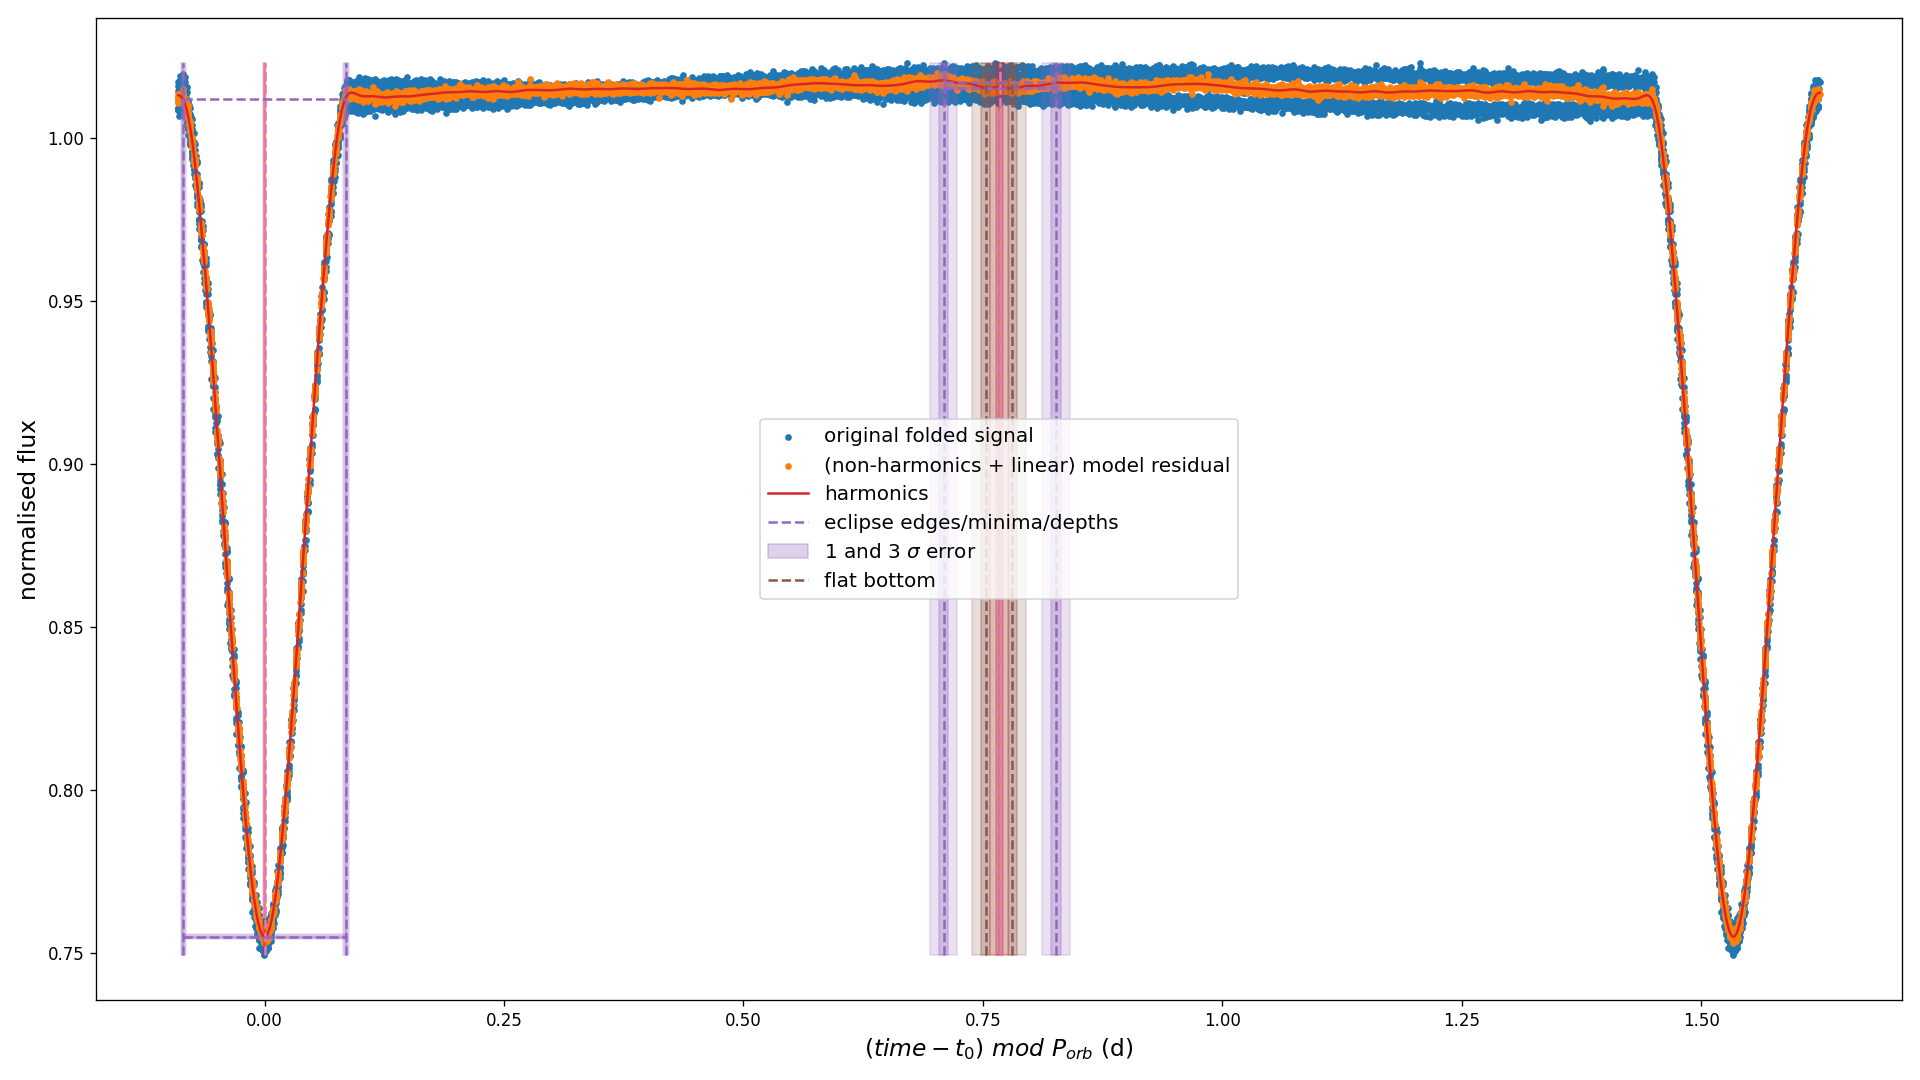 normalised flux
1.00
0.95
0.90
0.85
0.80
0.75
original folded signal
(non-harmonics + linear) model residual
harmonics
eclipse edges/minima/depths
1 and 3 σ error
flat bottom
0.00 0.25 0.50 0.75 1.00 1.25 1.50
(time − t₀) mod P_orb (d)